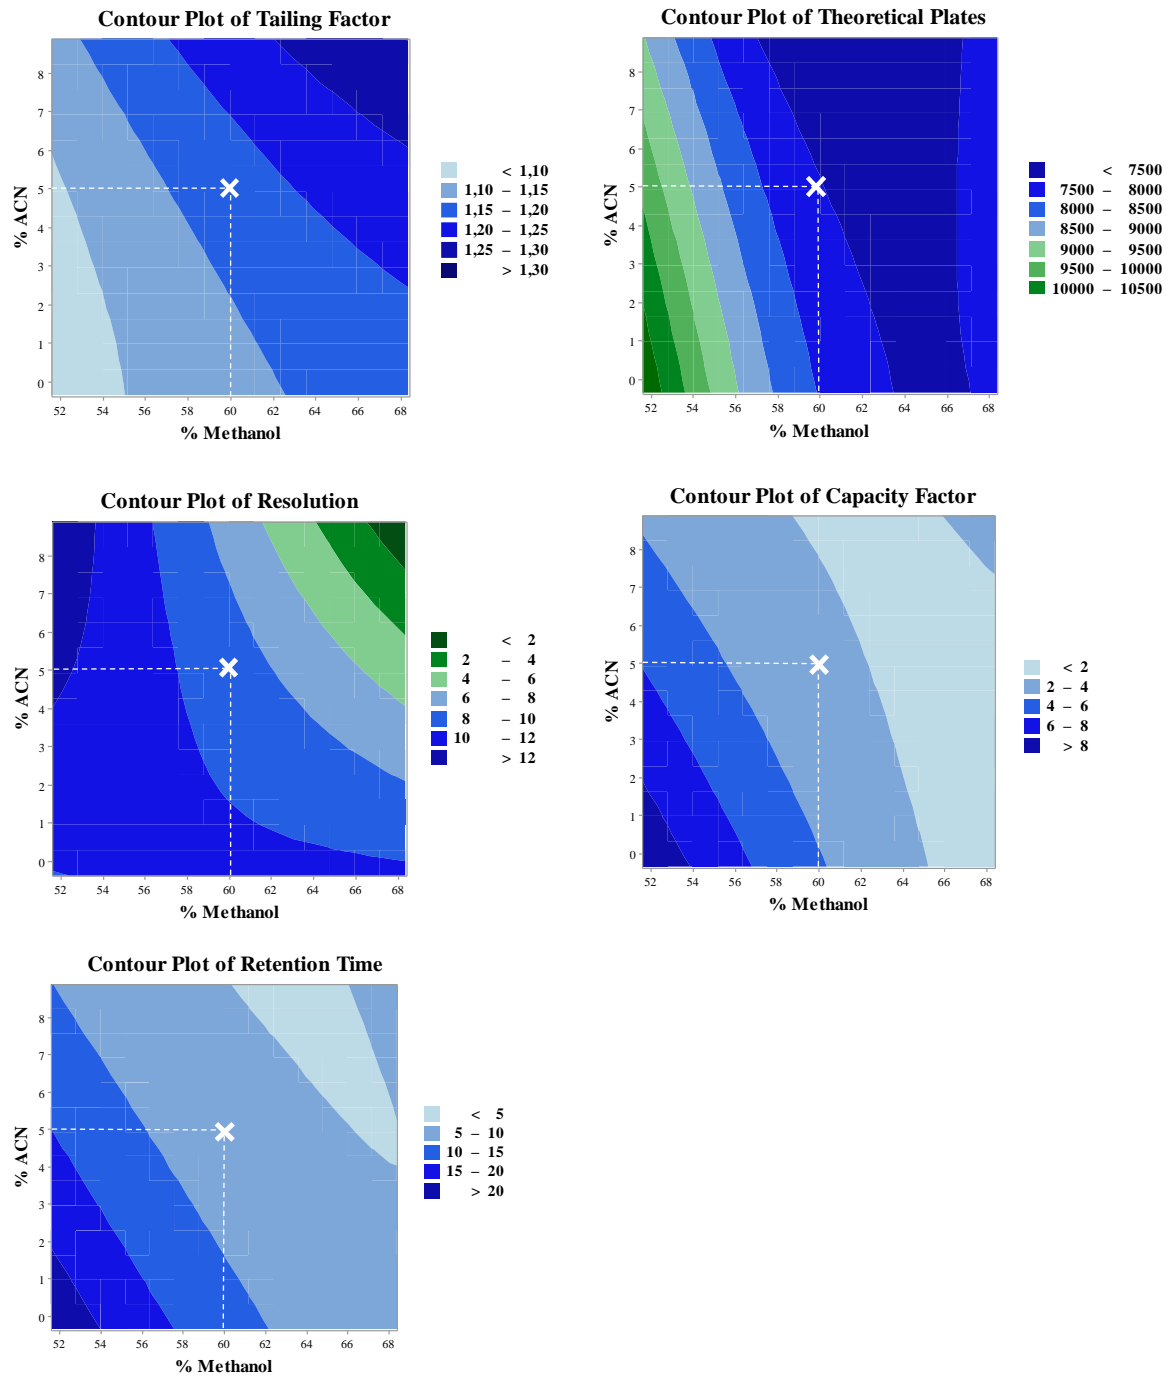 Contour Plot of Tailing Factor
8
7
6
5
4
3
2
1
0
% ACN
52 54 56 58 60 62 64 66 68
% Methanol
< 1,10
1,10 – 1,15
1,15 – 1,20
1,20 – 1,25
1,25 – 1,30
> 1,30
Contour Plot of Theoretical Plates
8
7
6
5
4
3
2
1
0
% ACN
52 54 56 58 60 62 64 66 68
% Methanol
< 7500
7500 – 8000
8000 – 8500
8500 – 9000
9000 – 9500
9500 – 10000
10000 – 10500
Contour Plot of Resolution
8
7
6
5
4
3
2
1
0
% ACN
52 54 56 58 60 62 64 66 68
% Methanol
< 2
2 – 4
4 – 6
6 – 8
8 – 10
10 – 12
> 12
Contour Plot of Capacity Factor
8
7
6
5
4
3
2
1
0
% ACN
52 54 56 58 60 62 64 66 68
% Methanol
< 2
2 – 4
4 – 6
6 – 8
> 8
Contour Plot of Retention Time
8
7
6
5
4
3
2
1
0
% ACN
52 54 56 58 60 62 64 66 68
% Methanol
< 5
5 – 10
10 – 15
15 – 20
> 20